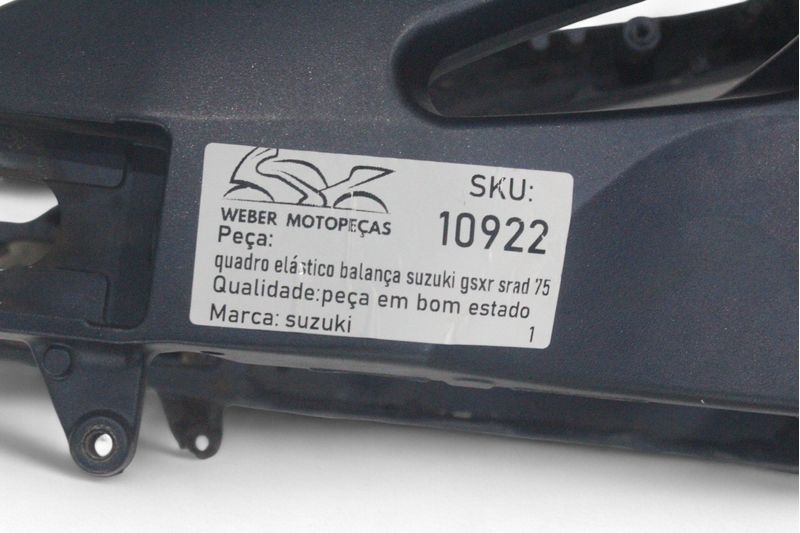 WEBER MOTOPEÇAS
SKU:
10922
Peça:
quadro elástico balança suzuki gsxr srad 75
Qualidade:peça em bom estado
Marca: suzuki
1